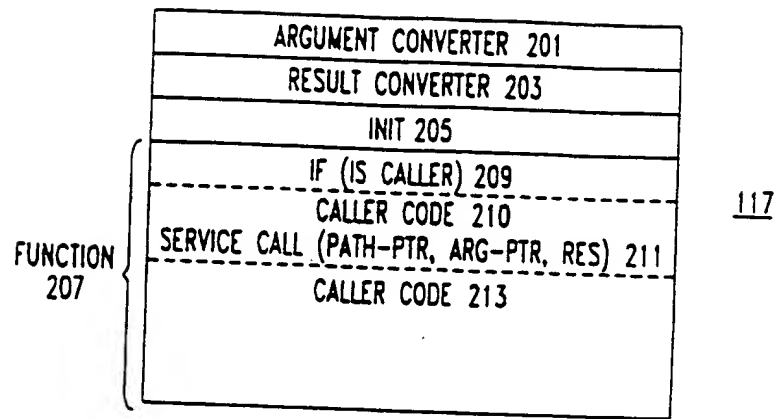 ARGUMENT CONVERTER 201
RESULT CONVERTER 203
INIT 205
IF (IS CALLER) 209
CALLER CODE 210
SERVICE CALL (PATH-PTR, ARG-PTR, RES) 211
CALLER CODE 213
FUNCTION
207
117